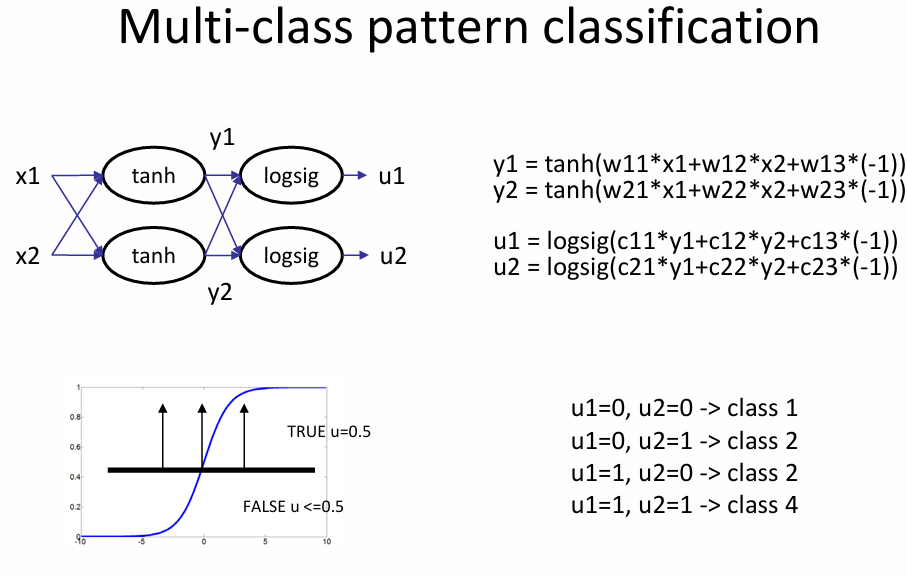 Multi-class pattern classification
y1
x1 tanh logsig u1
x2 tanh logsig u2
y2
y1 = tanh(w11*x1+w12*x2+w13*(-1))
y2 = tanh(w21*x1+w22*x2+w23*(-1))
u1 = logsig(c11*y1+c12*y2+c13*(-1))
u2 = logsig(c21*y1+c22*y2+c23*(-1))
1
0.8
TRUE u=0.5
0.6
0.4
FALSE u <=0.5
0.2
0
-10 -5 0 5 10
u1=0, u2=0 -> class 1
u1=0, u2=1 -> class 2
u1=1, u2=0 -> class 2
u1=1, u2=1 -> class 4